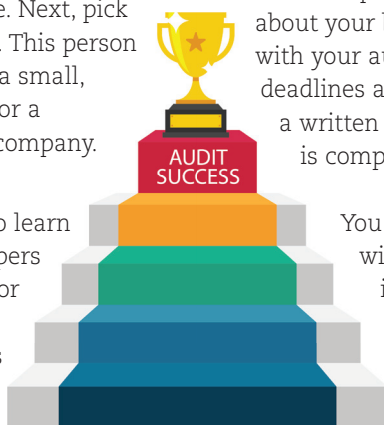 e. Next, pick
. This person
a small,
or a
company.
o learn
pers
or
AUDIT
SUCCESS
about your
with your au
deadlines a
a written
is comp
You
wi
i